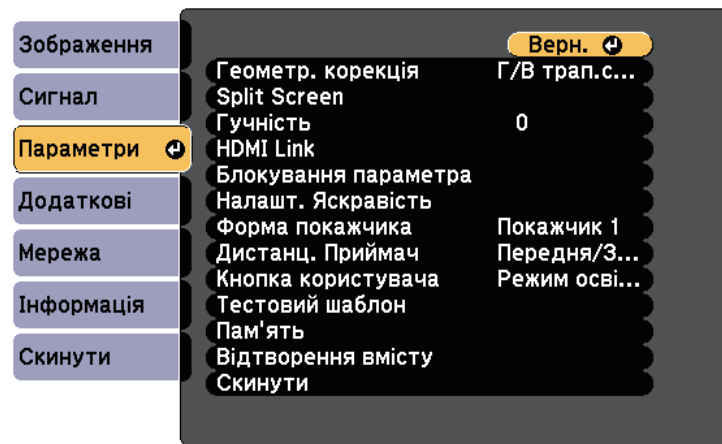 Зображення
Сигнал
Параметри
Додаткові
Мережа
Інформація
Скинути
Верн.
Геометр. корекція Г/В трап.с...
Split Screen
Гучність 0
HDMI Link
Блокування параметра
Налашт. Яскравість
Форма покажчика Покажчик 1
Дистанц. Приймач Передня/З...
Кнопка користувача Режим осві...
Тестовий шаблон
Пам'ять
Відтворення вмісту
Скинути